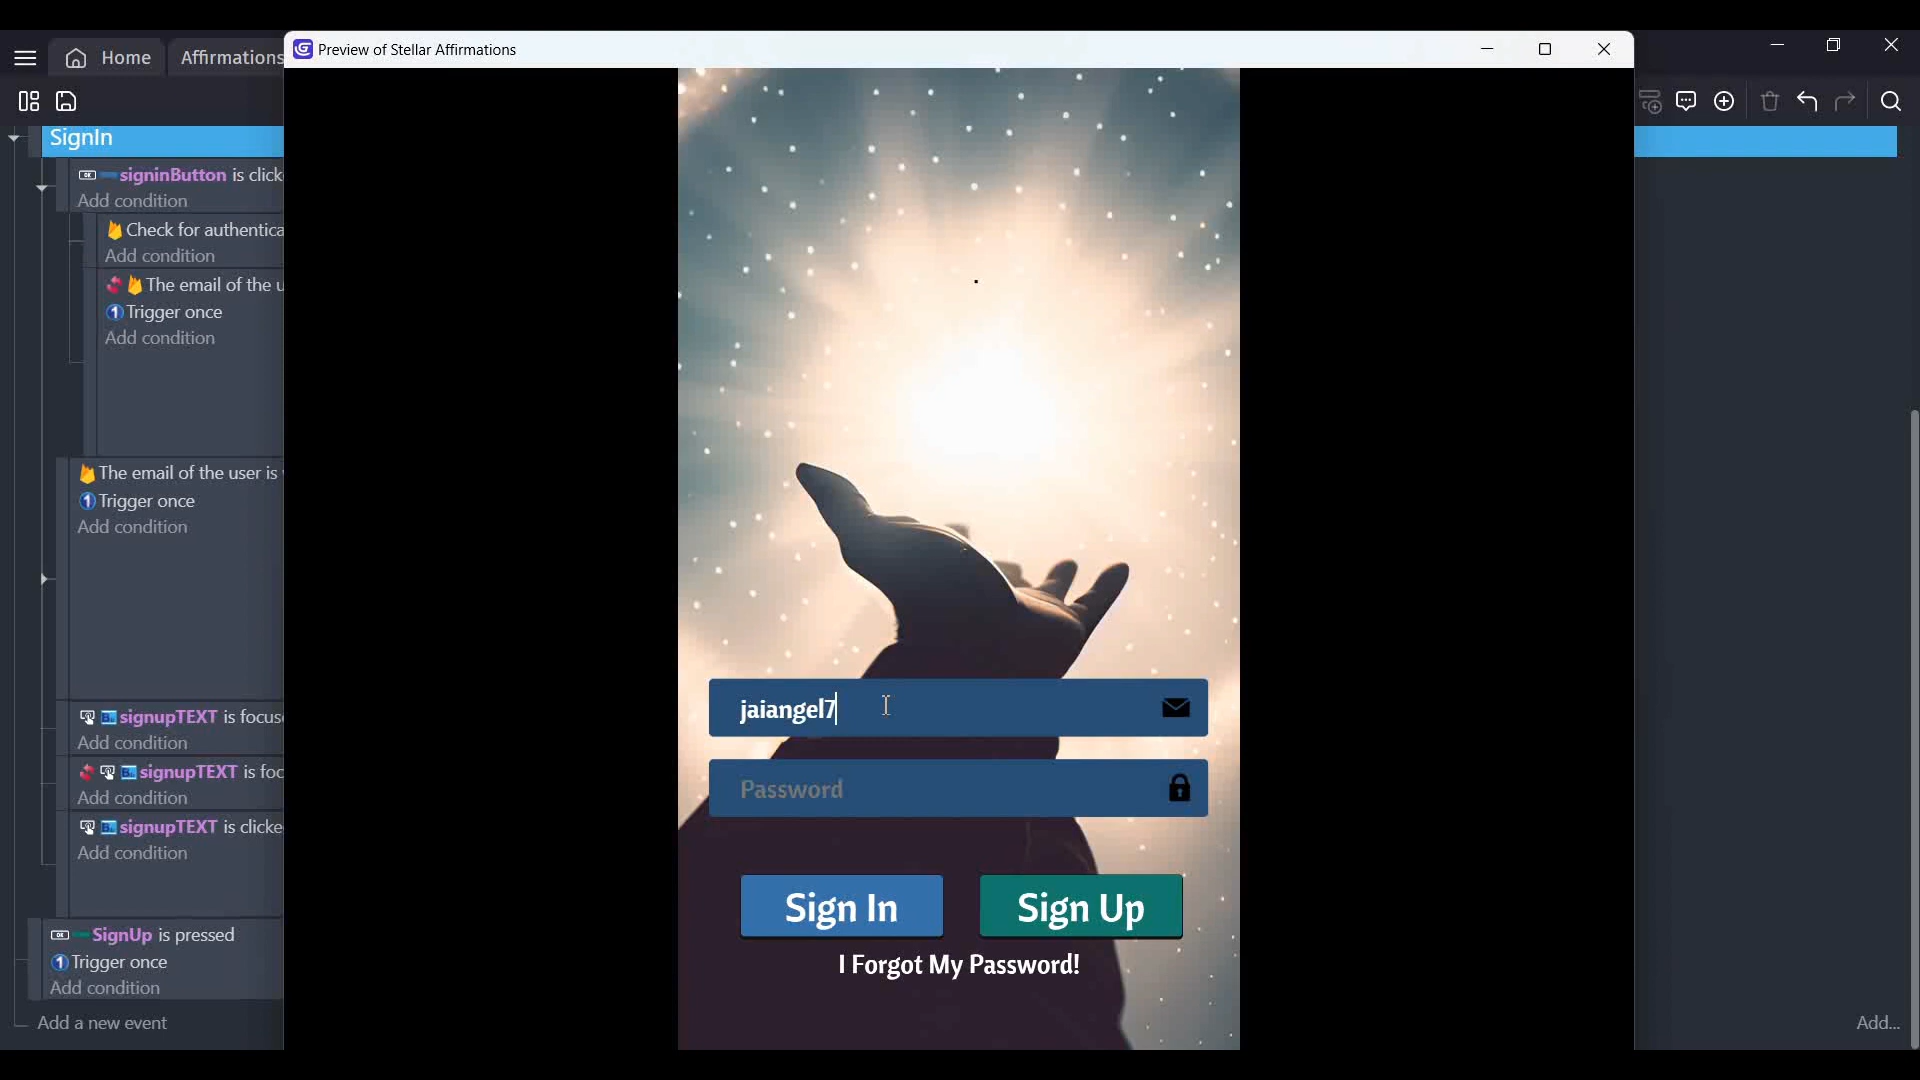 Preview of Stellar Affirmations
Home
Affirmations
SignIn
signinButton is click
Add condition
Check for authentica
Add condition
The email of the u
Trigger once
Add condition
The email of the user is
Trigger once
Add condition
signupTEXT is focus
Add condition
signupTEXT is foc
Add condition
signupTEXT is clicke
Add condition
SignUp is pressed
Trigger once
Add condition
Add a new event
Add...
jaiangel7
Password
Sign In
Sign Up
I Forgot My Password!